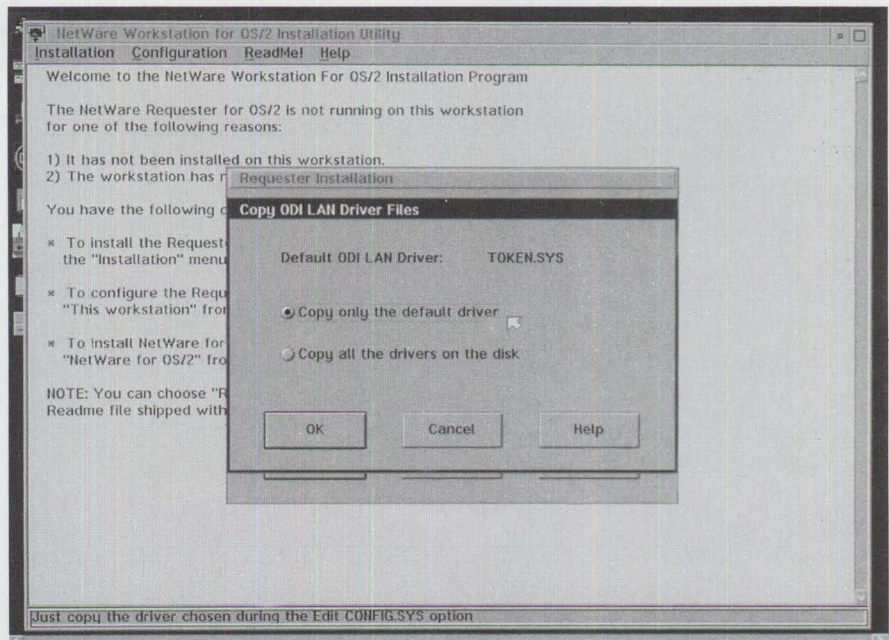 NetWare Workstation for OS/2 Installation Utility
Installation Configuration ReadMe! Help
Welcome to the NetWare Workstation For OS/2 Installation Program
The NetWare Requester for OS/2 is not running on this workstation
for one of the following reasons:
1) It has not been installed on this workstation.
2) The workstation has
You have the following
* To install the
the "Installation" menu
* To configure the
"This workstation"
* To install NetWare for
"NetWare for OS/2"
NOTE: You can choose
Readme file shipped with
Requester Installation
Copy ODI LAN Driver Files
Default ODI LAN Driver: TOKEN.SYS
Copy only the default driver
Copy all the drivers on the disk
OK Cancel Help
Just copy the driver chosen during the Edit CONFIG.SYS option